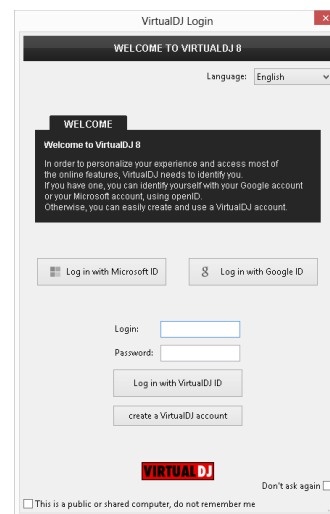 VirtualDJ Login
WELCOME TO VIRTUALDJ 8
Language: English
WELCOME
Welcome to VirtualDJ 8
In order to personalize your experience and access most of
the online features, VirtualDJ needs to identify you.
If you have one, you can identify yourself with your Google account
or your Microsoft account, using openID.
Otherwise, you can easily create and use a VirtualDJ account.
Log in with Microsoft ID
8 Log in with Google ID
Login:
Password:
Log in with VirtualDJ ID
create a VirtualDJ account
VIRTUAL DJ
Don't ask again
This is a public or shared computer, do not remember me